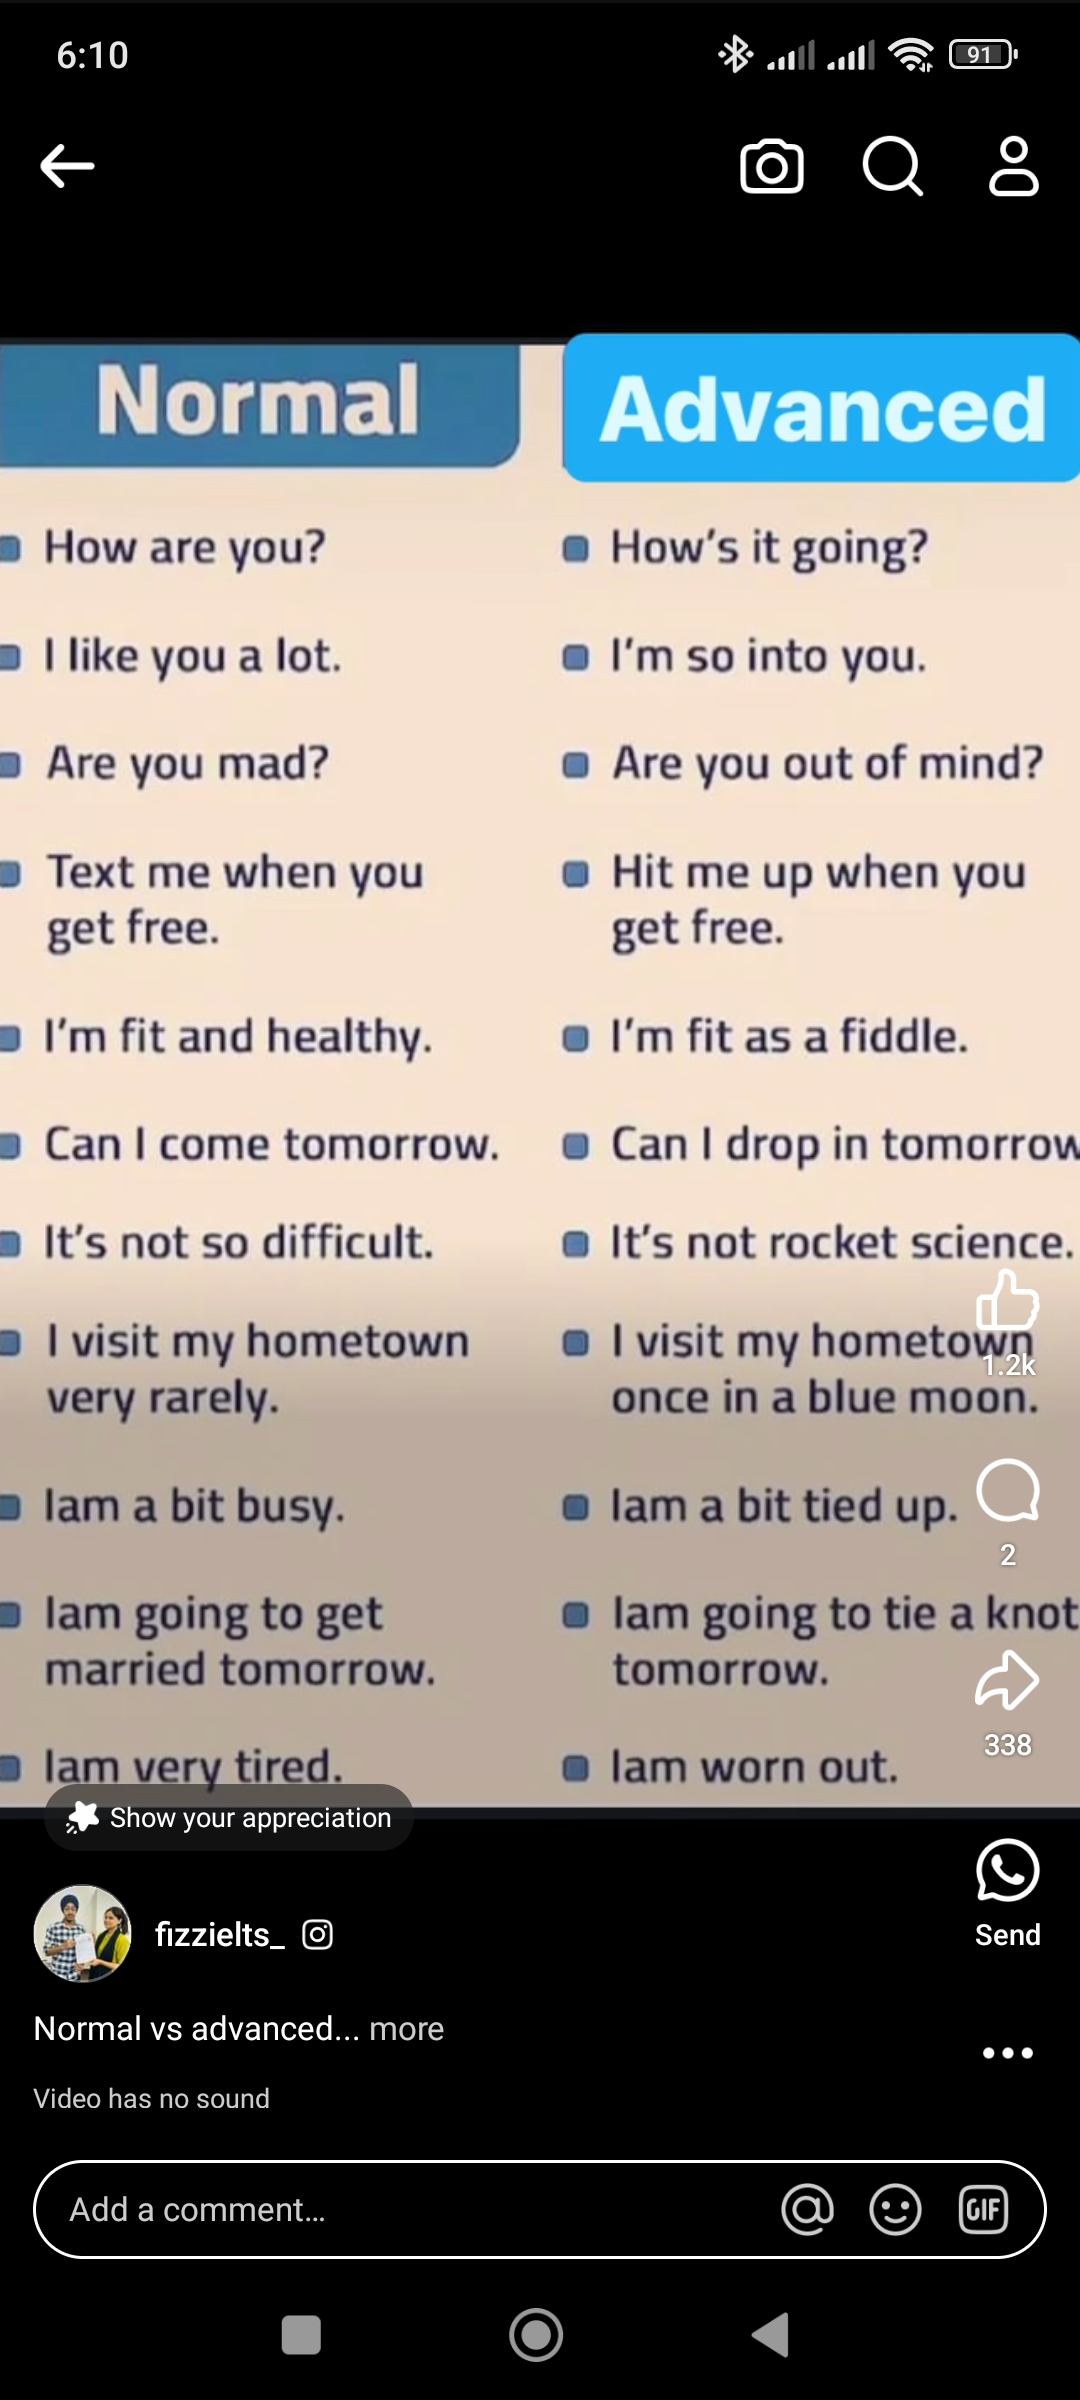 6:10
91
Normal
Advanced
How are you?
How's it going?
I like you a lot.
I'm so into you.
Are you mad?
Are you out of mind?
Text me when you
get free.
Hit me up when you
get free.
I'm fit and healthy.
I'm fit as a fiddle.
Can I come tomorrow.
Can I drop in tomorrow
It's not so difficult.
It's not rocket science.
I visit my hometown
very rarely.
I visit my hometown
once in a blue moon.
1.2k
Iam a bit busy.
Iam a bit tied up.
2
Iam going to get
married tomorrow.
Iam going to tie a knot
tomorrow.
338
Iam very tired.
Iam worn out.
Show your appreciation
fizzielts_
Send
Normal vs advanced... more
Video has no sound
Add a comment...
GIF